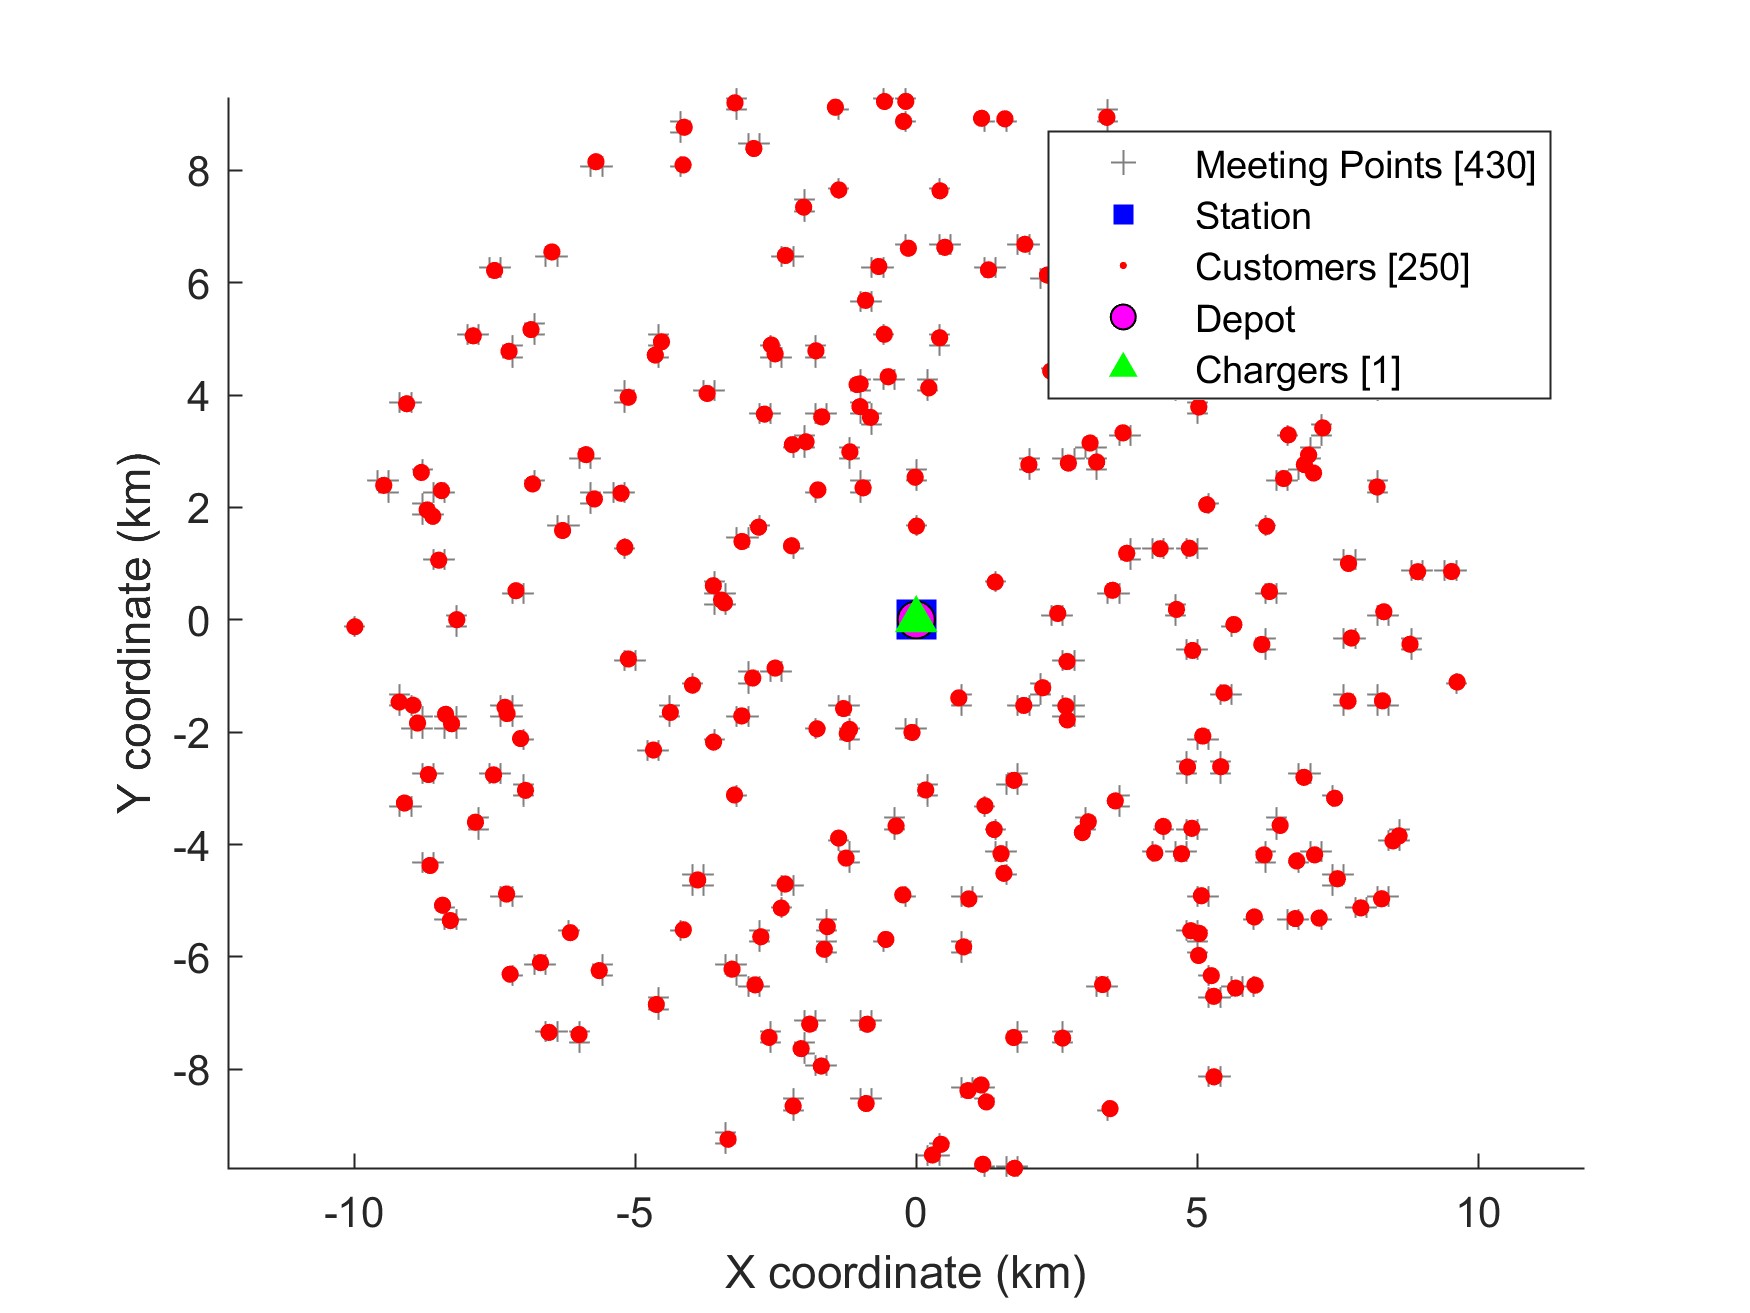 Meeting Points [430]
Station
Customers [250]
Depot
Chargers [1]
8
6
4
2
0
-2
-4
-6
-8
Y coordinate (km)
-10 -5 0 5 10
X coordinate (km)